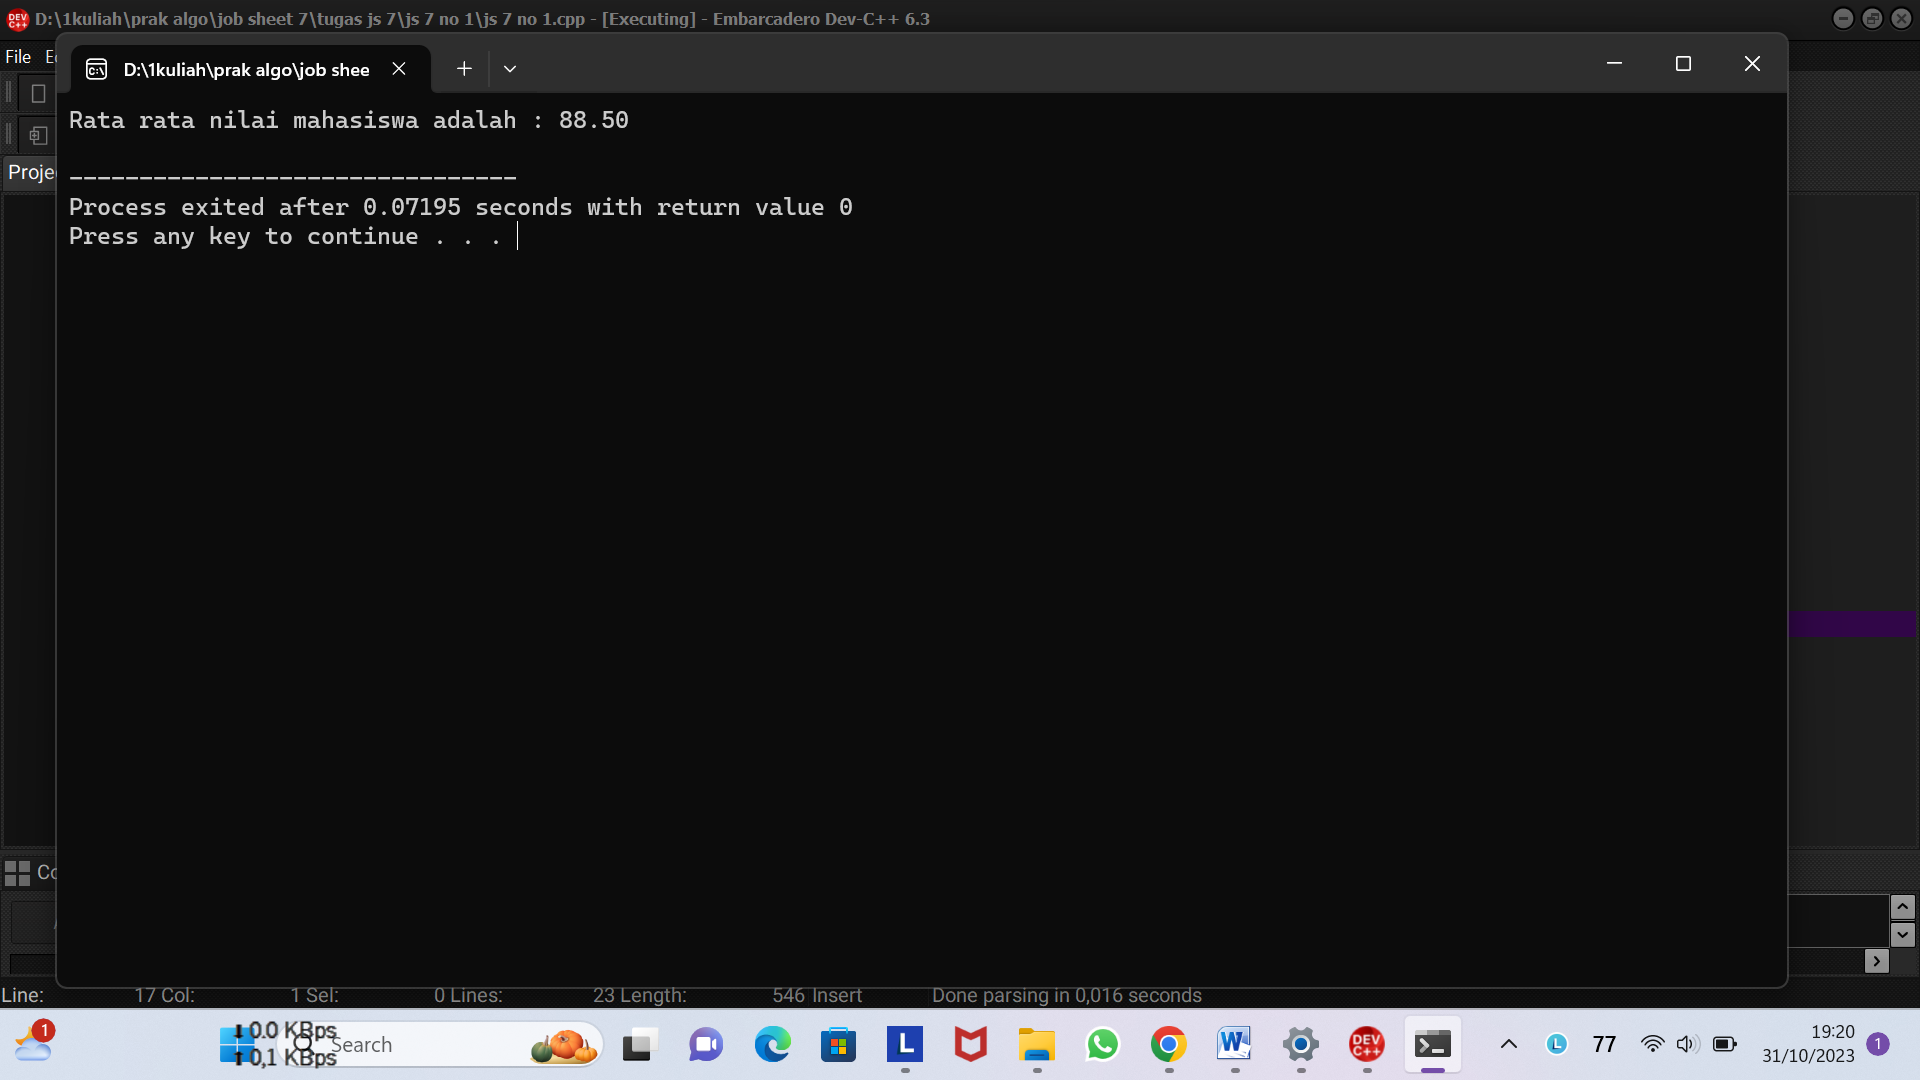 D:\1kuliah\prak algo\job sheet 7\tugas js 7\js 7 no 1\js 7 no 1.cpp - [Executing] - Embarcadero Dev-C++ 6.3
File
D:\1kuliah\prak algo\job shee
Rata rata nilai mahasiswa adalah : 88.50
--------------------------------
Process exited after 0.07195 seconds with return value 0
Press any key to continue . . .
Line: 17 Col: 1 Sel: 0 Lines: 23 Length: 546 Insert Done parsing in 0,016 seconds
1
0.0 KBps
0,1 KBps
Search
L
DEV C++
L
77
19:20
31/10/2023
1